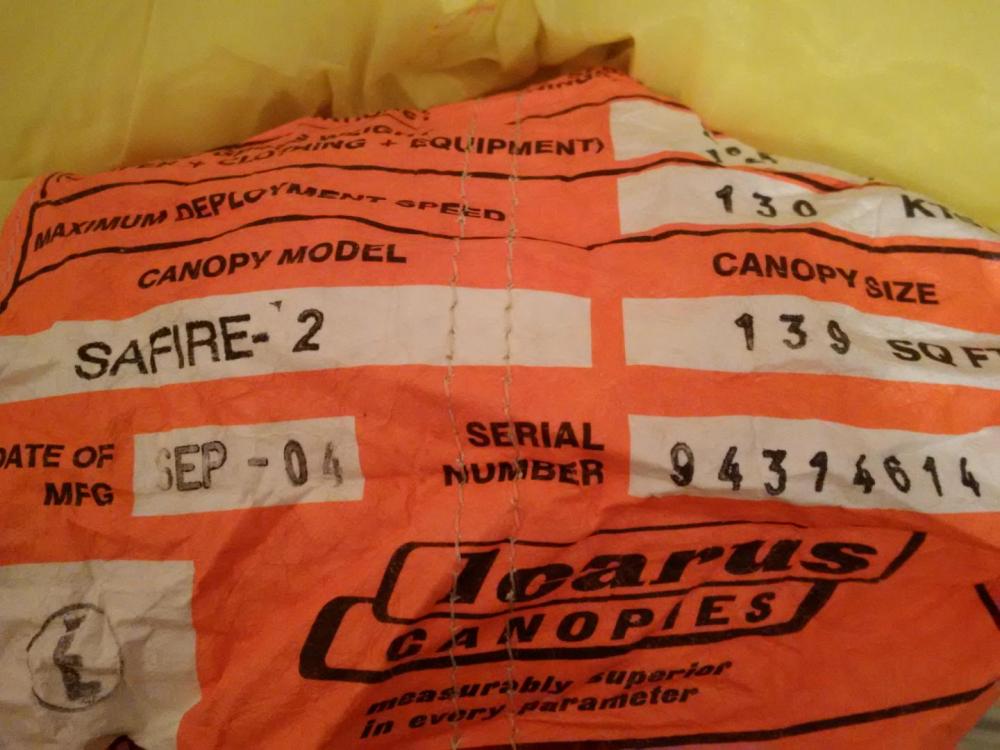 + CLOTHING + EQUIPMENT)
MAXIMUM DEPLOYMENT SPEED 130
CANOPY MODEL CANOPY SIZE
SAFIRE-2 139 SQ FT
DATE OF MFG SEP-04 SERIAL NUMBER 94314614
Icarus
CANOPIES
L
measurably superior
in every parameter